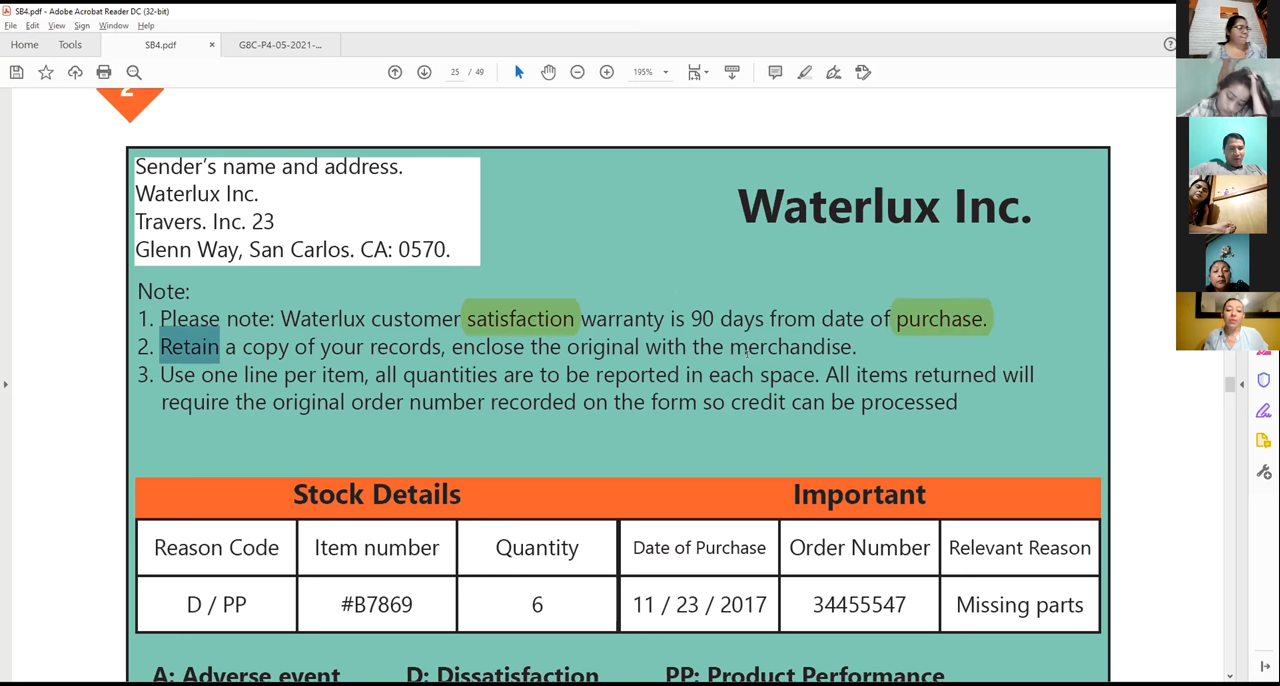 SB4.pdf - Adobe Acrobat Reader DC (32-bit)
File Edit View Sign Window Help
Home Tools SB4.pdf × G8C-P4-05-2021-...
25 / 49 195%
2
Sender's name and address.
Waterlux Inc.
Travers. Inc. 23
Glenn Way, San Carlos. CA: 0570.
Waterlux Inc.
Note:
1. Please note: Waterlux customer satisfaction warranty is 90 days from date of purchase.
2. Retain a copy of your records, enclose the original with the merchandise.
3. Use one line per item, all quantities are to be reported in each space. All items returned will
require the original order number recorded on the form so credit can be processed
Stock Details Important
Reason Code Item number Quantity Date of Purchase Order Number Relevant Reason
D / PP #B7869 6 11 / 23 / 2017 34455547 Missing parts
A: Adverse event D: Dissatisfaction PP: Product Performance